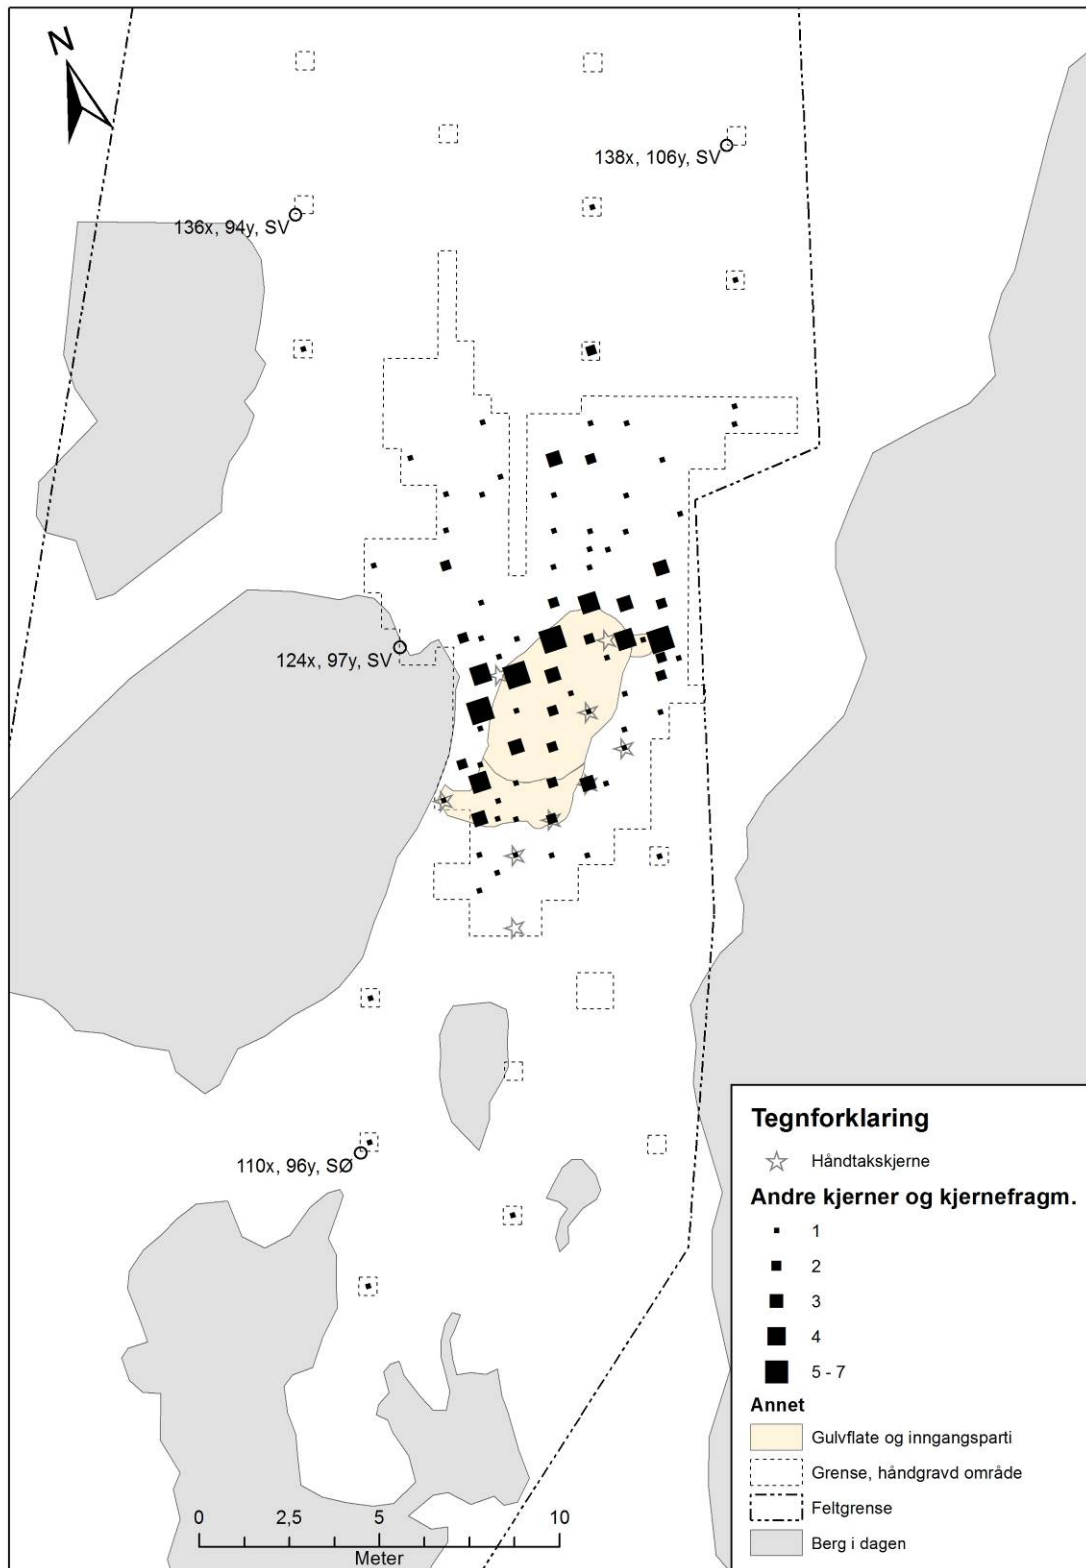 N
138x, 106y, SV
136x, 94y, SV
124x, 97y, SV
110x, 96y, SØ
Tegnforklaring
Håndtakskjerne
Andre kjerner og kjernefragm.
1
2
3
4
5 - 7
Annet
Gulvflate og inngangsparti
Grense, håndgravd område
Feltgrense
Berg i dagen
0 2,5 5 10
Meter